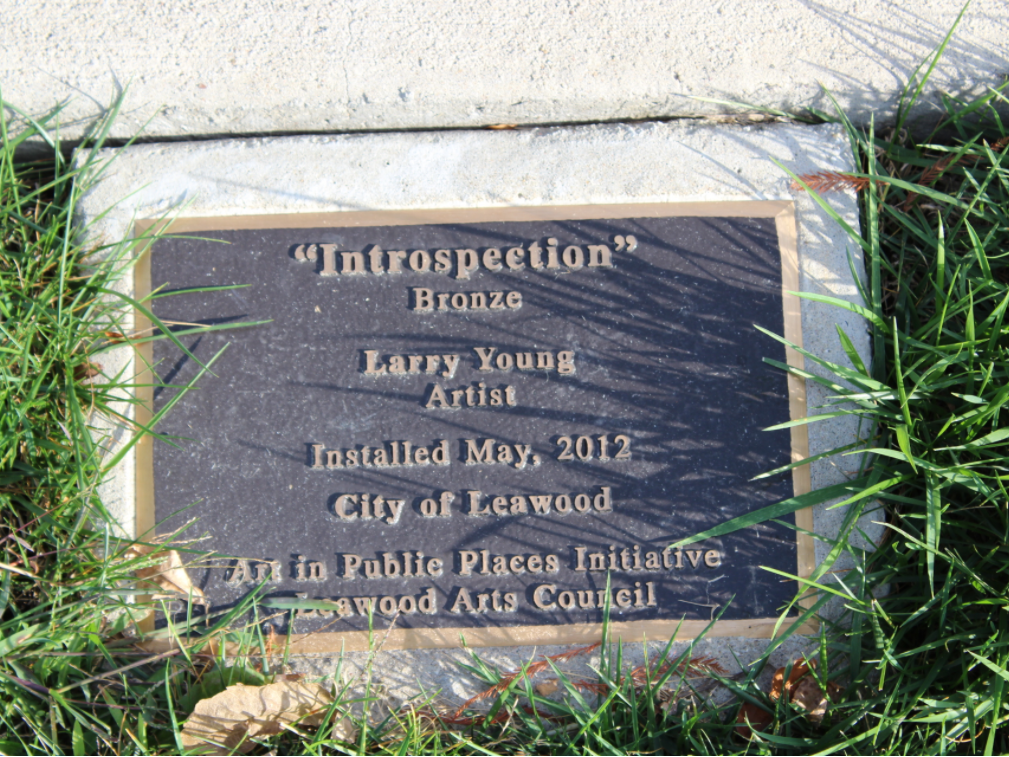 “Introspection”
Bronze
Larry Young
Artist
Installed May, 2012
City of Leawood
Art in Public Places Initiative
Leawood Arts Council